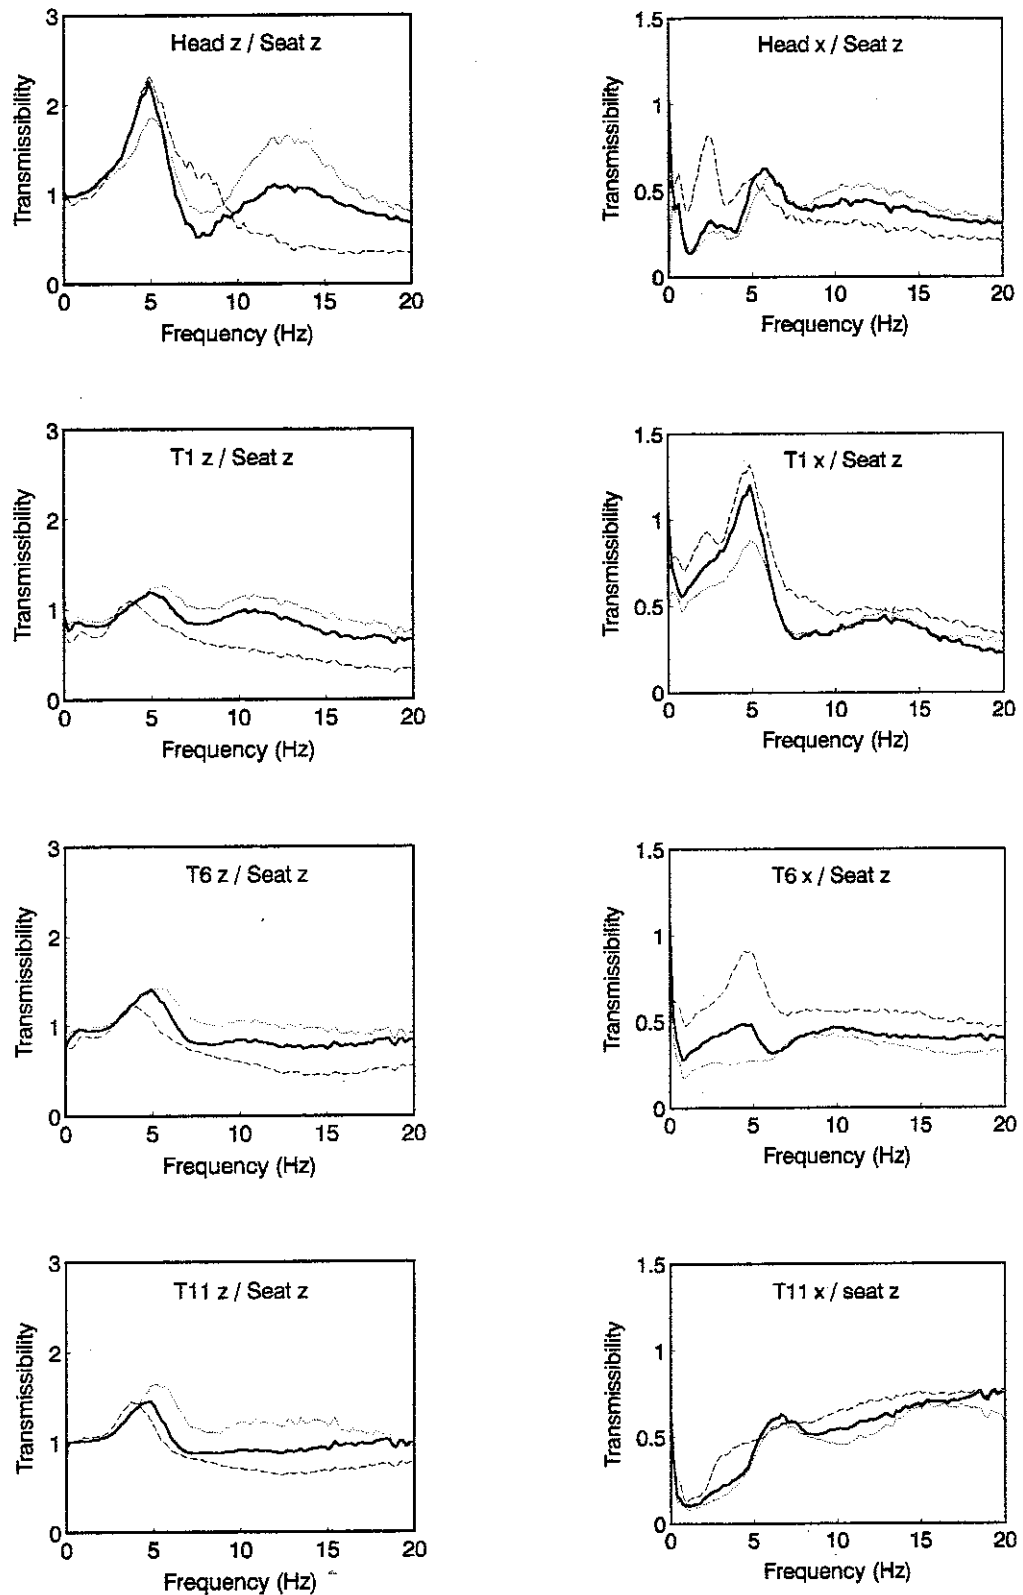 3
Head z / Seat z
2
Transmissibility
1
0
0 5 10 15 20
Frequency (Hz)
1.5
Head x / Seat z
1
Transmissibility
0.5
0
0 5 10 15 20
Frequency (Hz)
3
T1 z / Seat z
2
Transmissibility
1
0
0 5 10 15 20
Frequency (Hz)
1.5
T1 x / Seat z
1
Transmissibility
0.5
0
0 5 10 15 20
Frequency (Hz)
3
T6 z / Seat z
2
Transmissibility
1
0
0 5 10 15 20
Frequency (Hz)
1.5
T6 x / Seat z
1
Transmissibility
0.5
0
0 5 10 15 20
Frequency (Hz)
3
T11 z / Seat z
2
Transmissibility
1
0
0 5 10 15 20
Frequency (Hz)
1.5
T11 x / seat z
1
Transmissibility
0.5
0
0 5 10 15 20
Frequency (Hz)